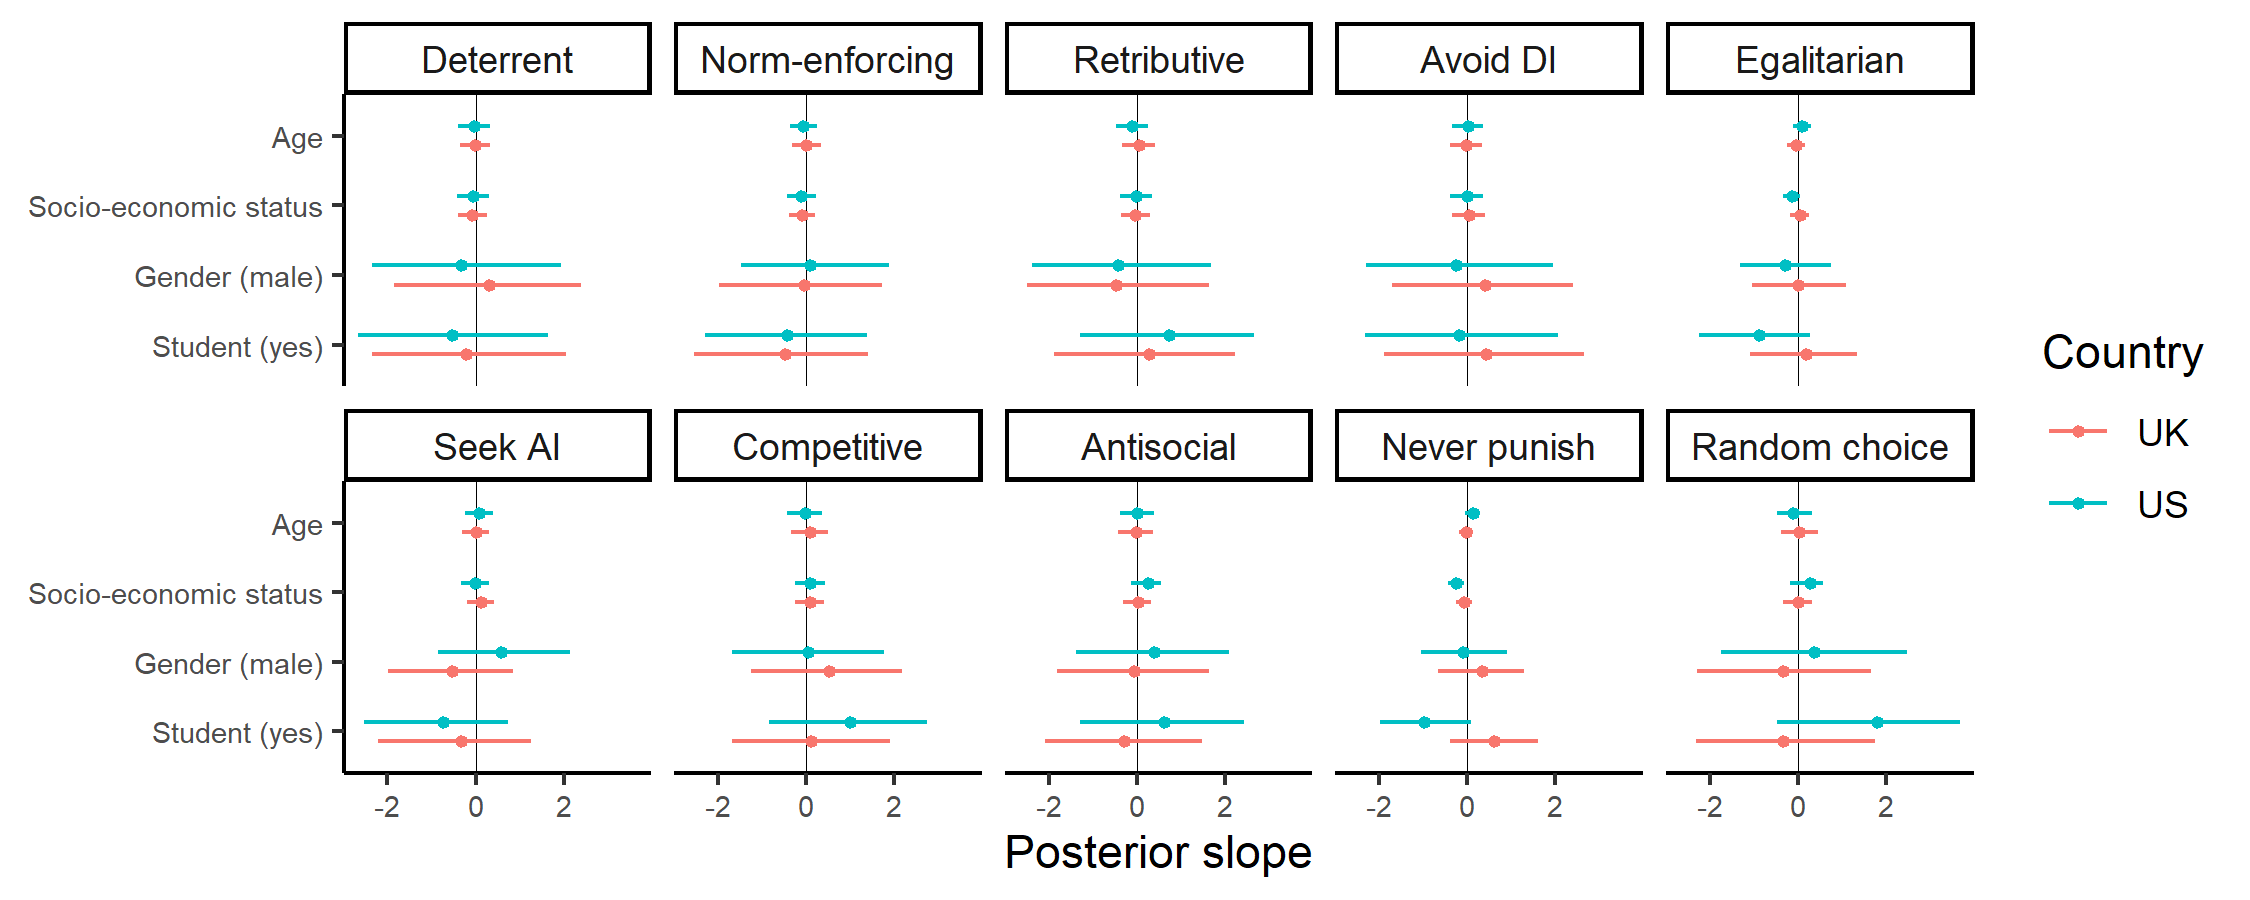 Deterrent Norm-enforcing Retributive Avoid DI Egalitarian
Age
Socio-economic status
Gender (male)
Student (yes)
Country
UK
US
Seek AI Competitive Antisocial Never punish Random choice
Age
Socio-economic status
Gender (male)
Student (yes)
-2 0 2 -2 0 2 -2 0 2 -2 0 2 -2 0 2
Posterior slope